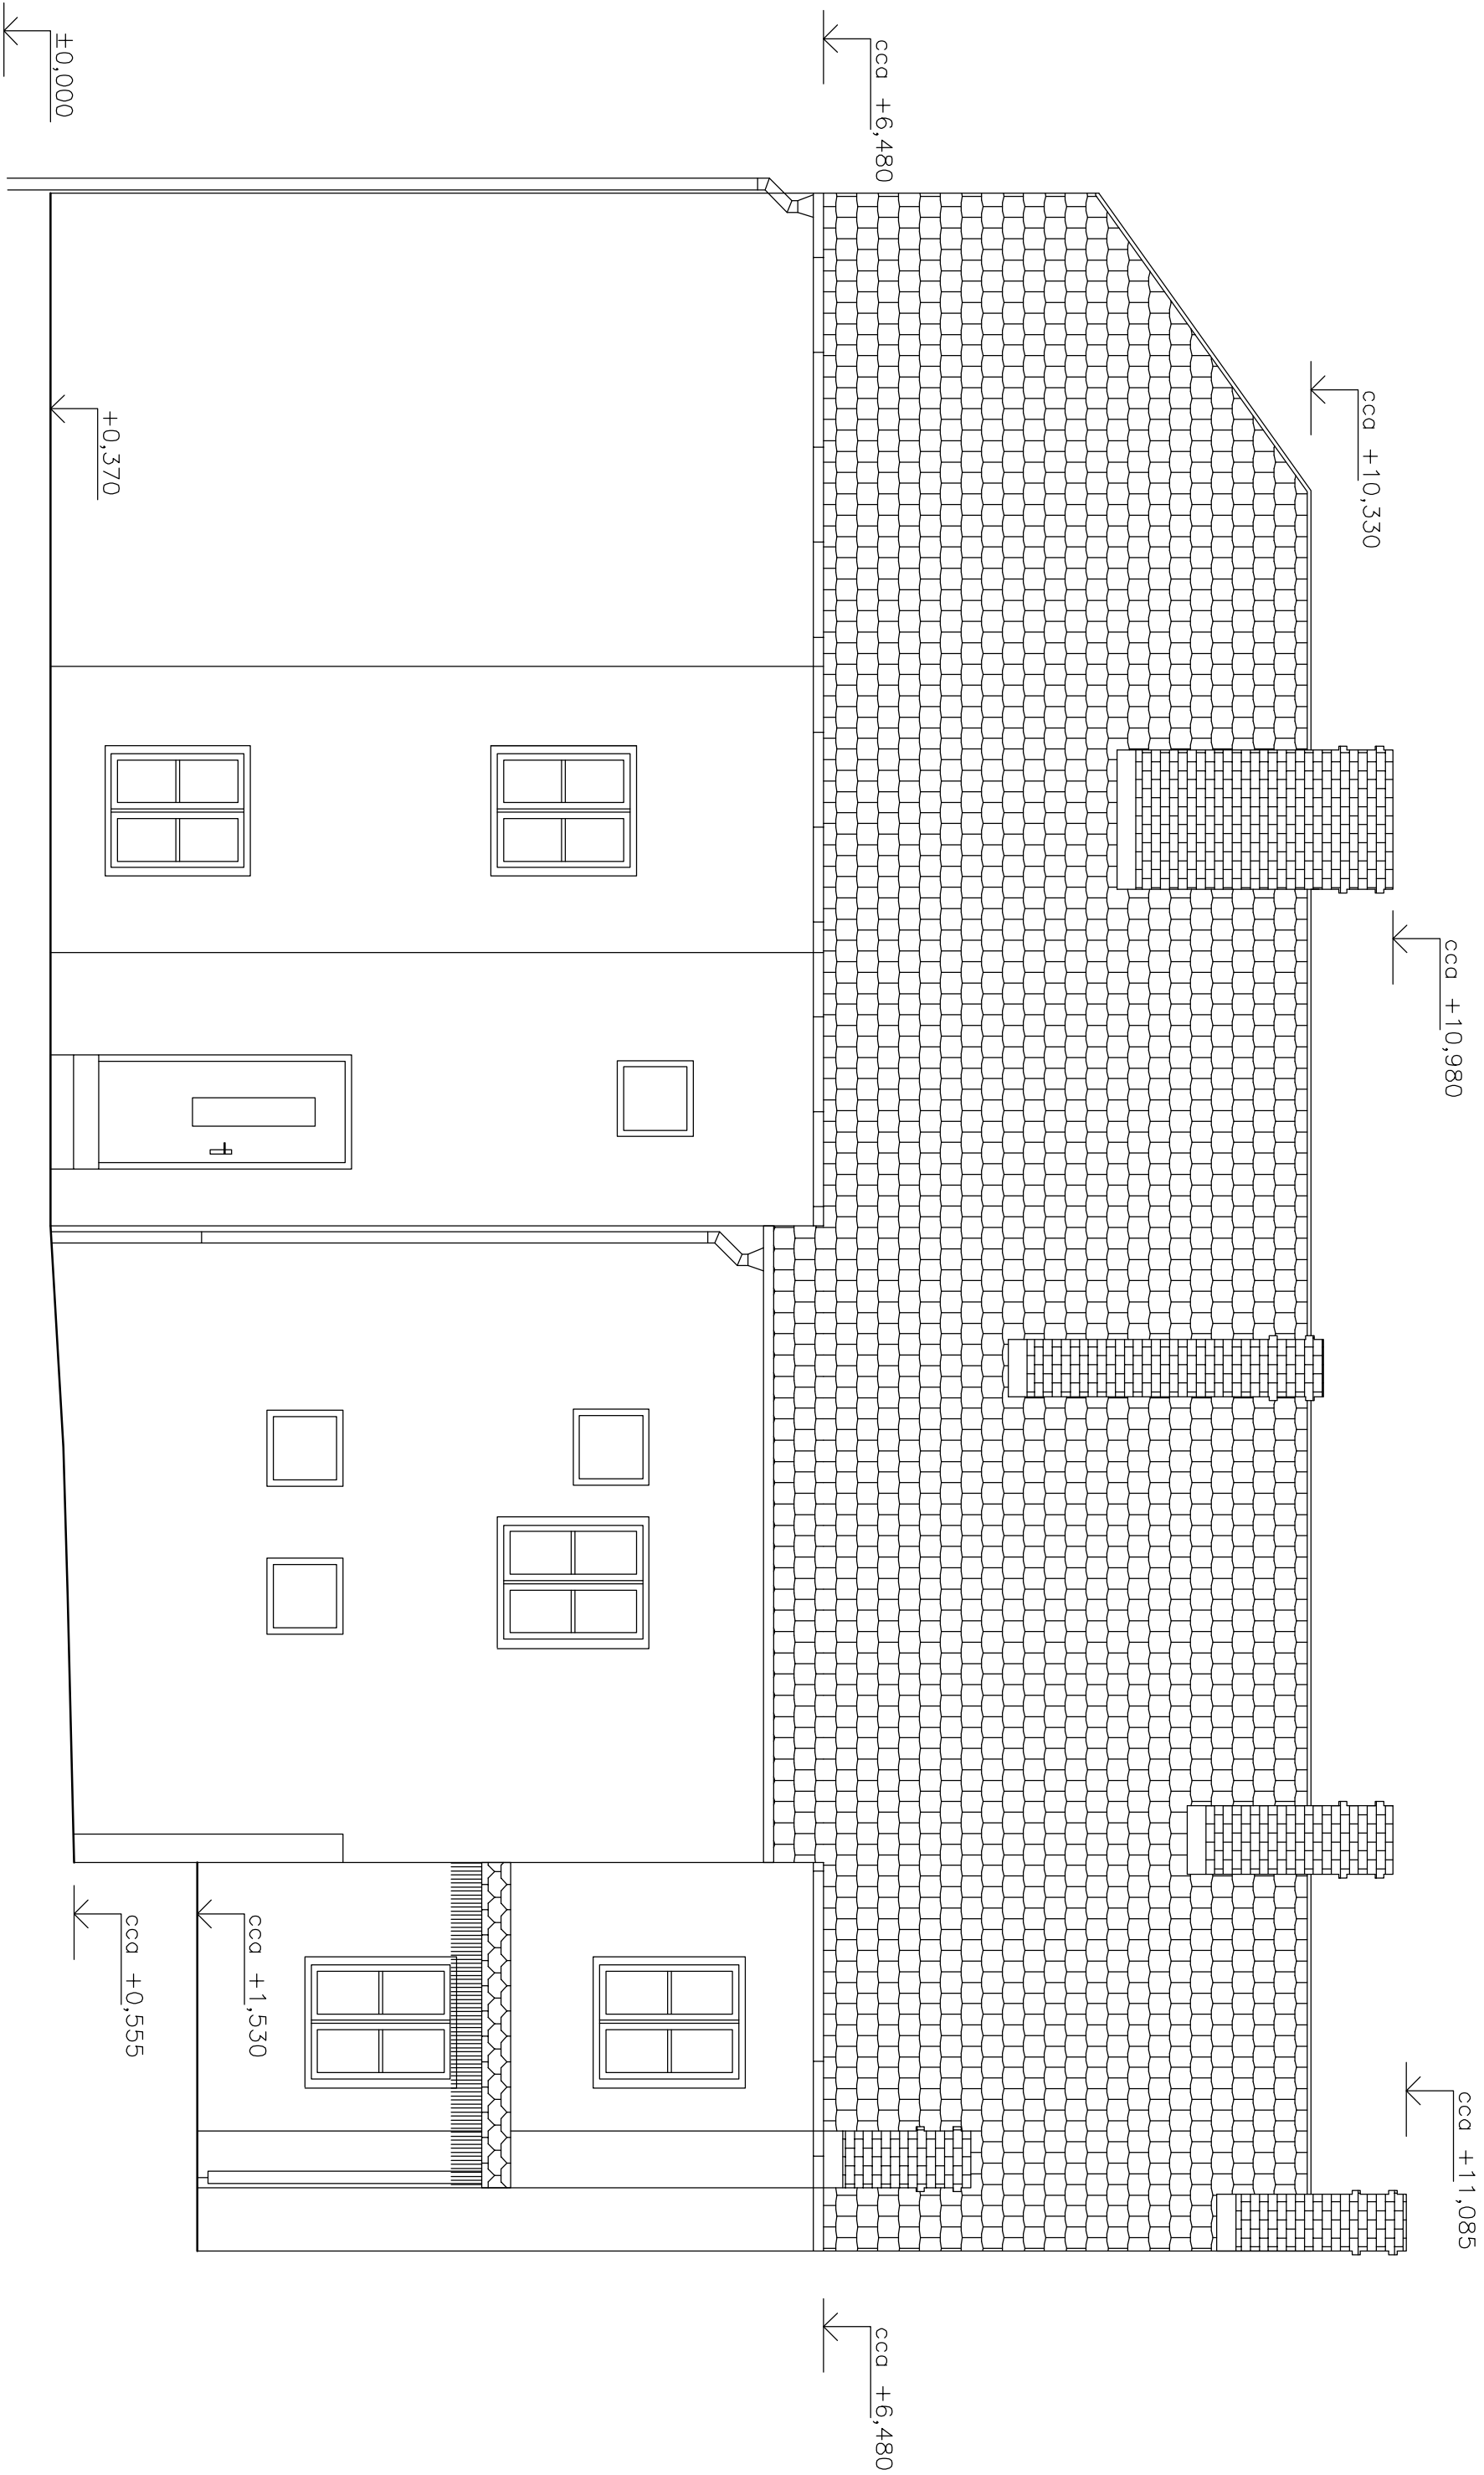 ±0,000
cca +6,480
cca +10,330
+0,370
cca +10,980
cca +0,555
cca +1,530
cca +11,085
cca +6,480